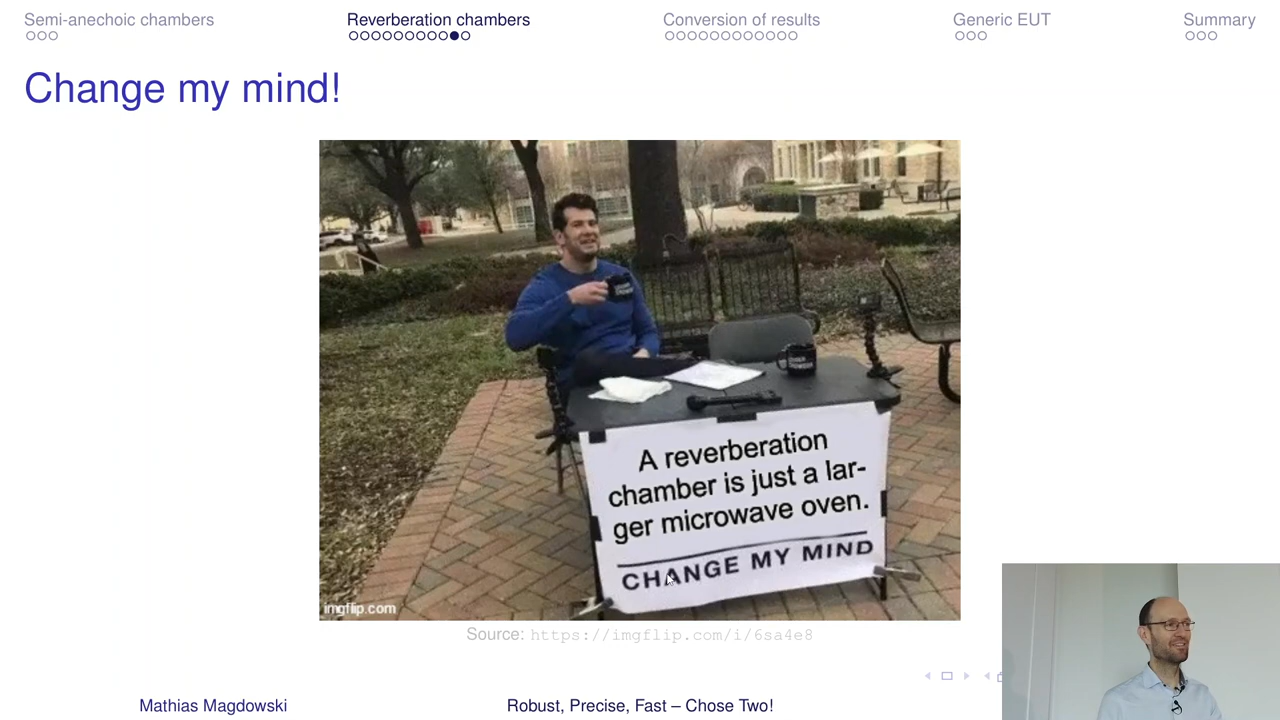 Semi-anechoic chambers Reverberation chambers Conversion of results Generic EUT Summary
Change my mind!
A reverberation
chamber is just a lar-
ger microwave oven.
CHANGE MY MIND
imgflip.com
Source: https://imgflip.com/i/6sa4e8
Mathias Magdowski Robust, Precise, Fast – Chose Two!